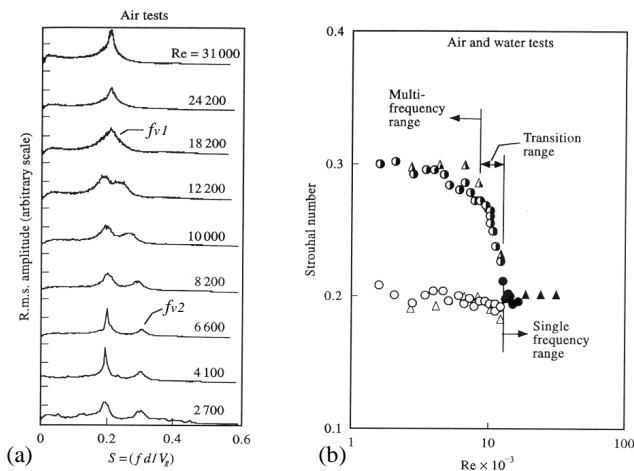 Air tests
R.m.s. amplitude (arbitrary scale)
Re = 31 000
24 200
18 200
12 200
10 000
8 200
6 600
4 100
2 700
fv1
fv2
0
0.2
0.4
0.6
S = (f d / Vg)
(a)
Air and water tests
Strouhal number
0.4
0.3
0.2
0.1
Multi-
frequency
range
Transition
range
Single
frequency
range
1
10
100
Re × 10⁻³
(b)